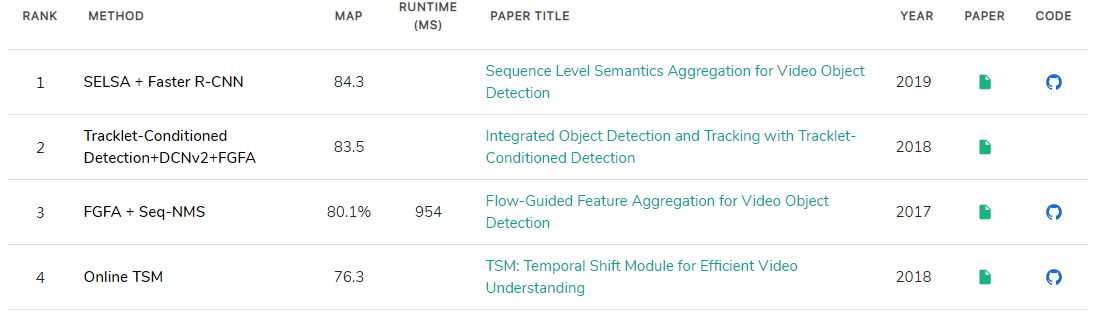 RANK METHOD MAP RUNTIME (MS) PAPER TITLE YEAR PAPER CODE
1 SELSA + Faster R-CNN 84.3 Sequence Level Semantics Aggregation for Video Object Detection 2019
2 Tracklet-Conditioned Detection+DCNv2+FGFA 83.5 Integrated Object Detection and Tracking with Tracklet-Conditioned Detection 2018
3 FGFA + Seq-NMS 80.1% 954 Flow-Guided Feature Aggregation for Video Object Detection 2017
4 Online TSM 76.3 TSM: Temporal Shift Module for Efficient Video Understanding 2018